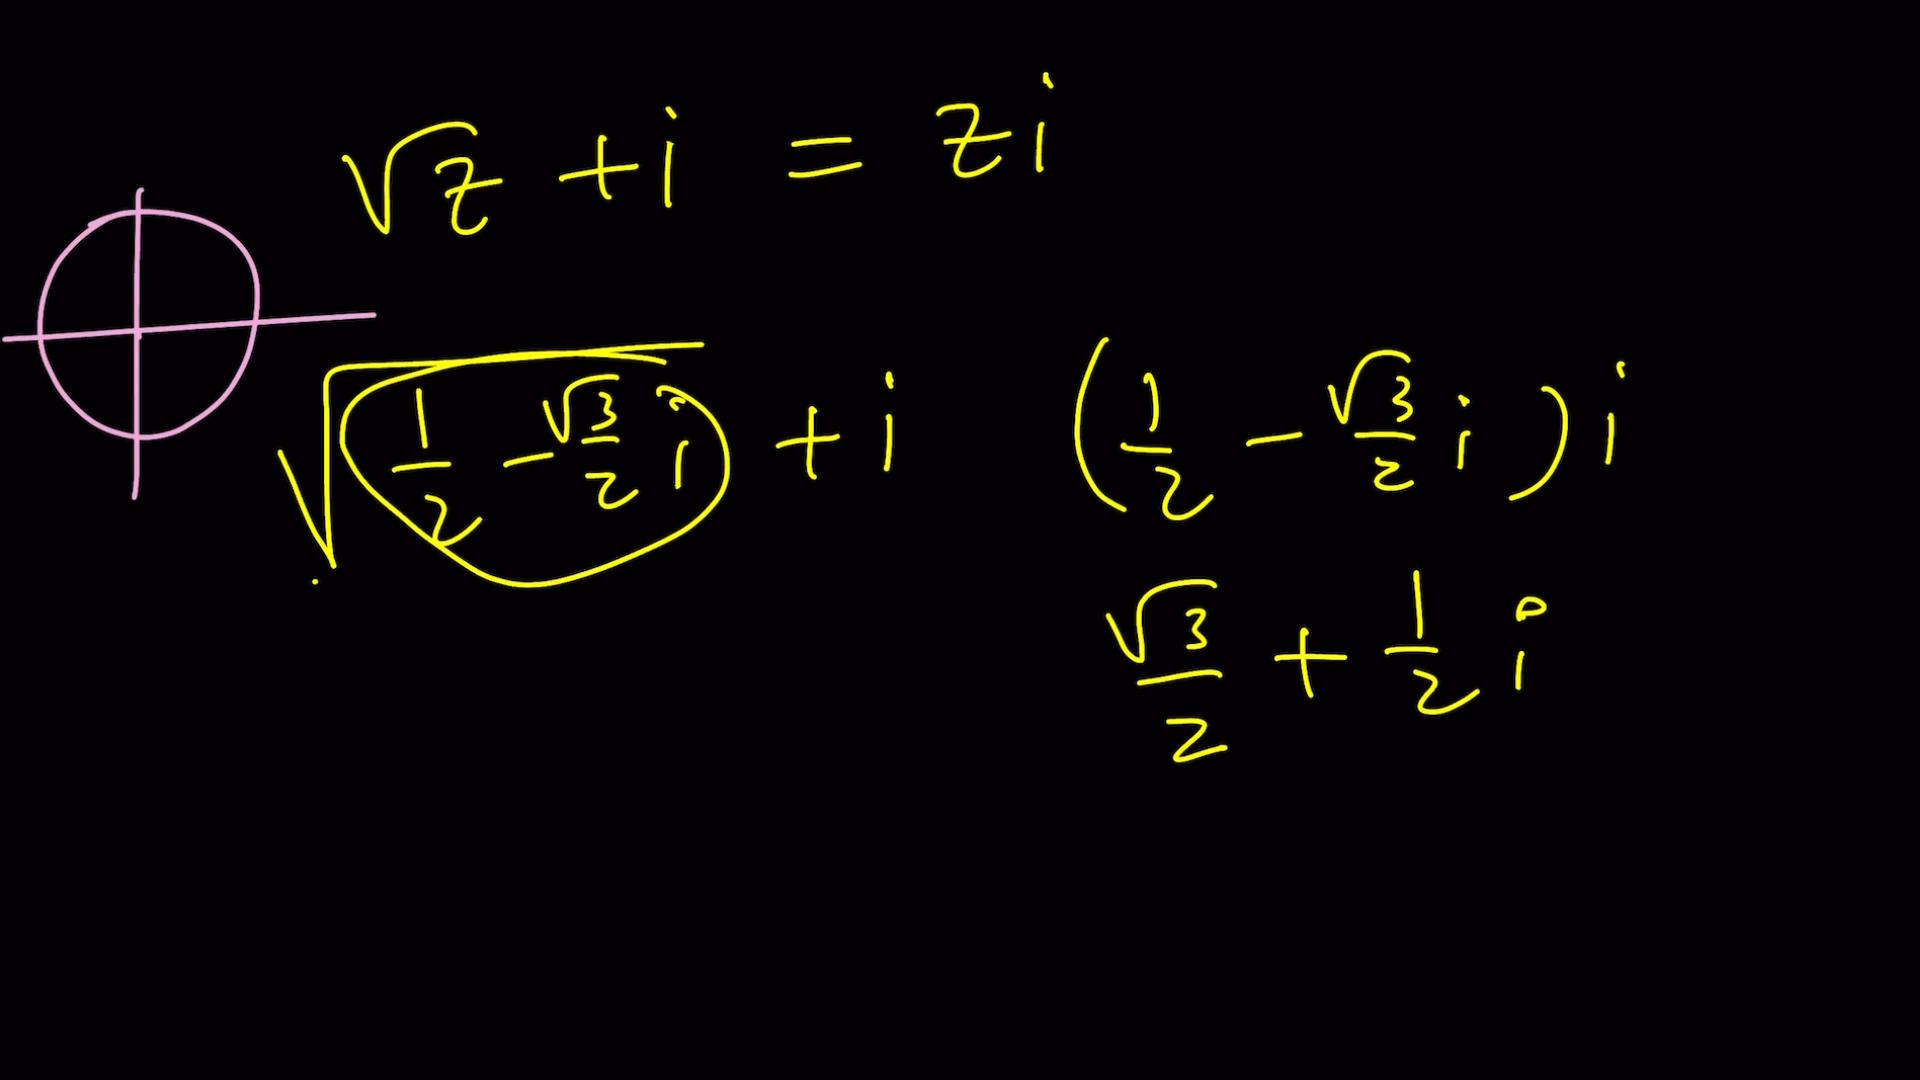 √z + i = zi
√(1/2 − √3/2 i) + i (1/2 − √3/2 i) i
√3/2 + 1/2 i